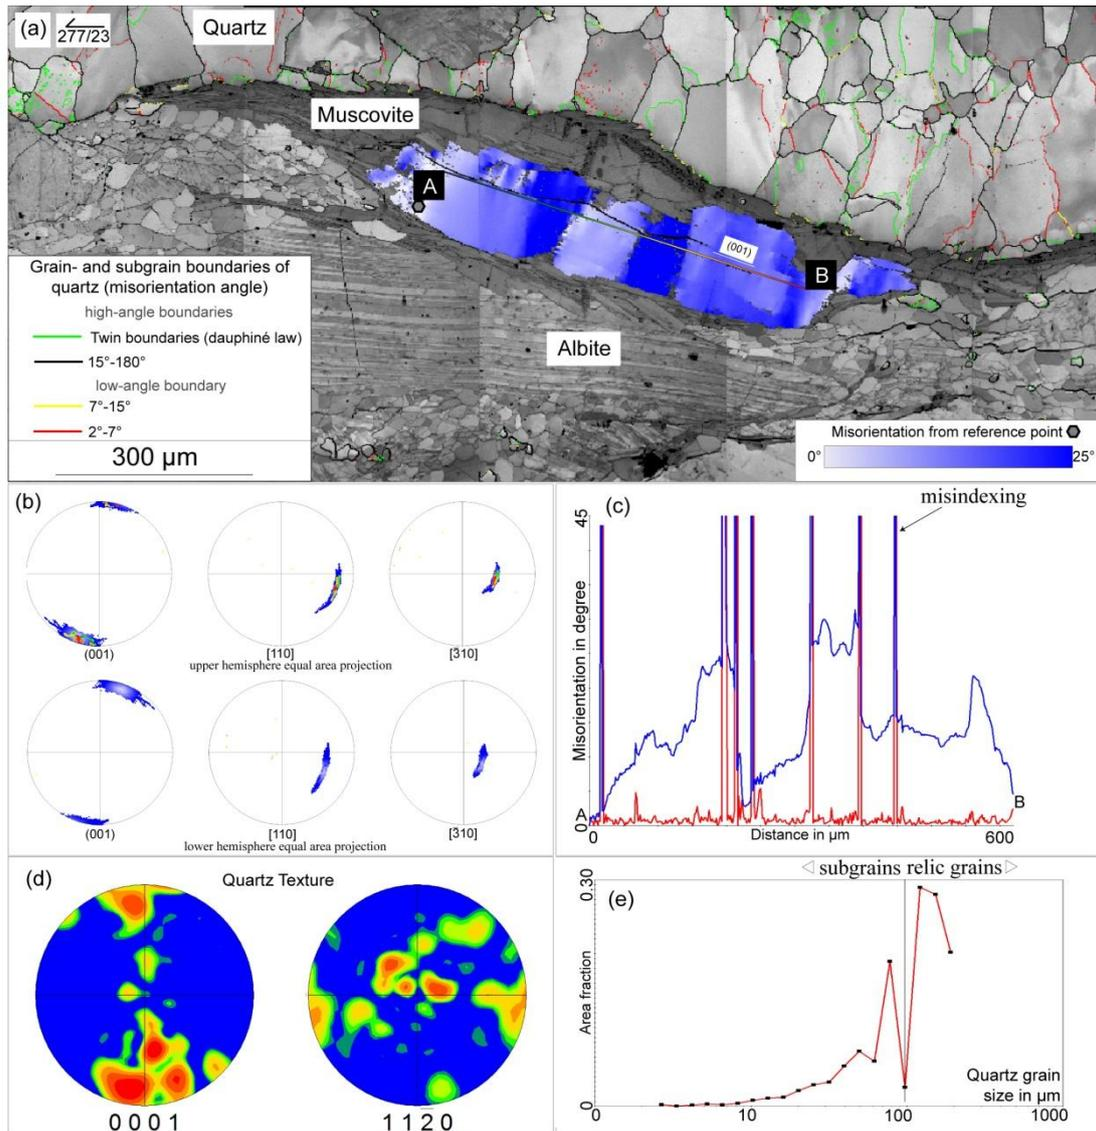 (a)
277/23
Quartz
Muscovite
A
(001)
B
Albite
Grain- and subgrain boundaries of
quartz (misorientation angle)
high-angle boundaries
Twin boundaries (dauphiné law)
15°-180°
low-angle boundary
7°-15°
2°-7°
300 µm
Misorientation from reference point
0°
25°
(b)
(001)
[110]
[310]
upper hemisphere equal area projection
(001)
[110]
[310]
lower hemisphere equal area projection
(c)
misindexing
45
Misorientation in degree
0
A
B
0
Distance in µm
600
(d)
Quartz Texture
0 0 0 1
1 1 2̅ 0
subgrains relic grains
(e)
0.30
Area fraction
0
Quartz grain
size in µm
0
10
100
1000